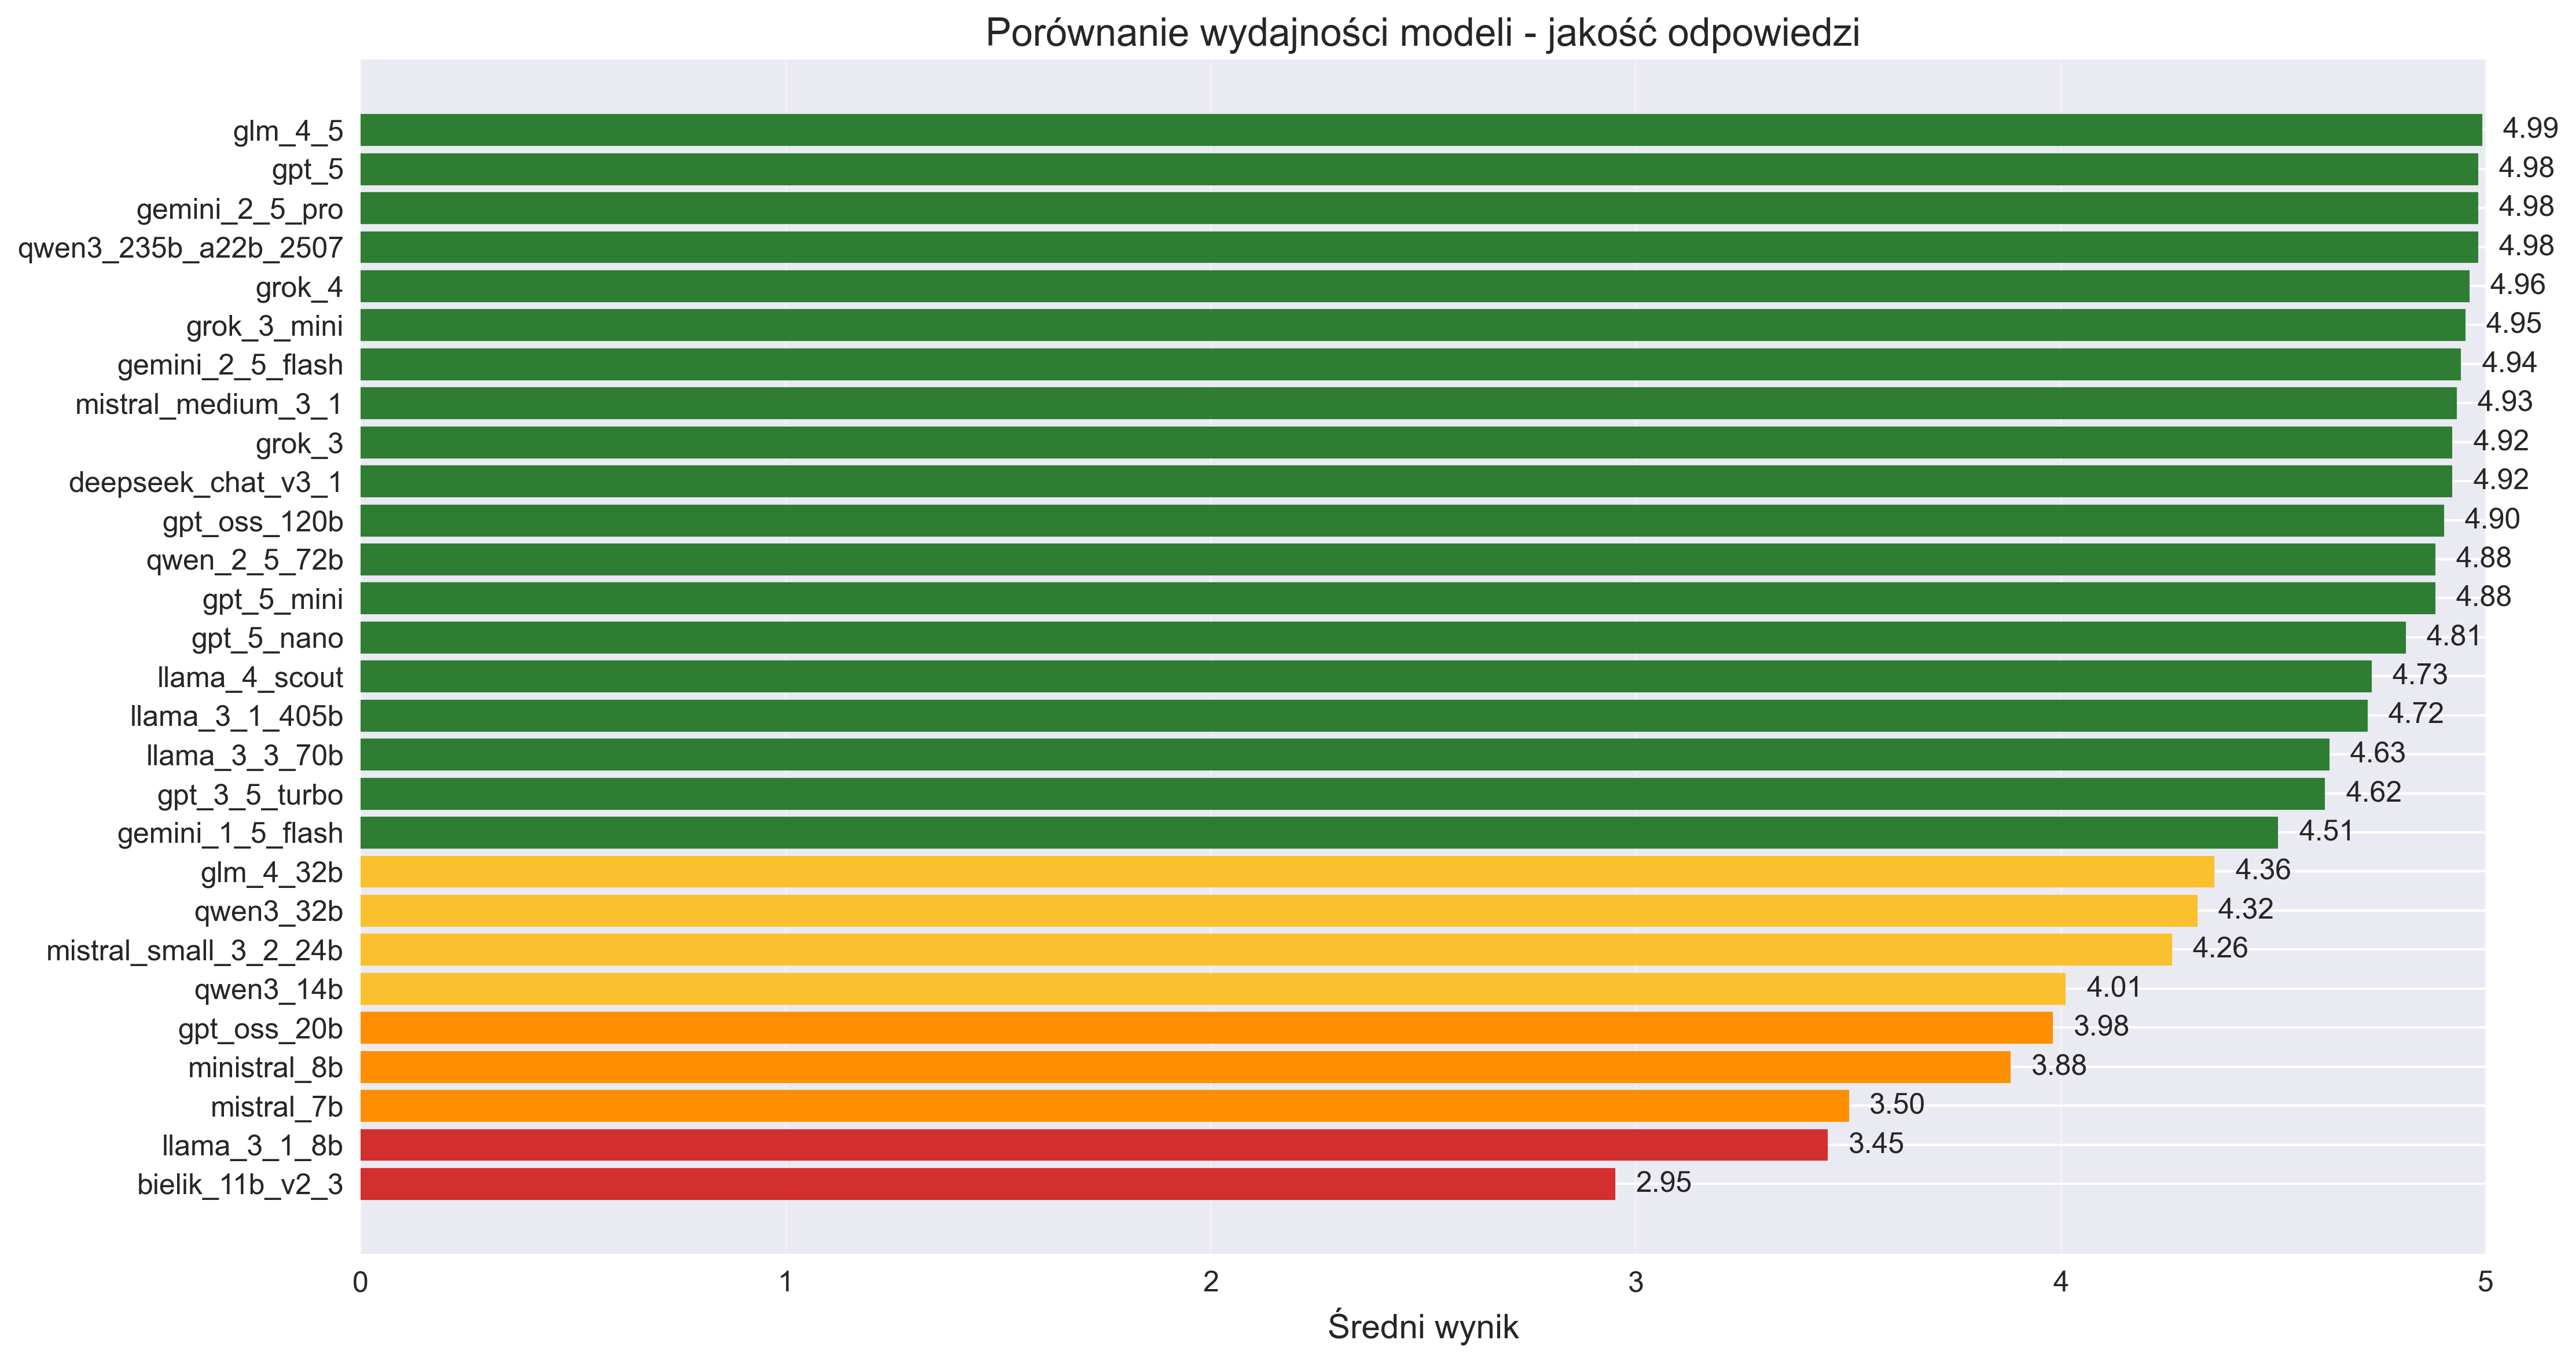 Porównanie wydajności modeli - jakość odpowiedzi
glm_4_5 4.99
gpt_5 4.98
gemini_2_5_pro 4.98
qwen3_235b_a22b_2507 4.98
grok_4 4.96
grok_3_mini 4.95
gemini_2_5_flash 4.94
mistral_medium_3_1 4.93
grok_3 4.92
deepseek_chat_v3_1 4.92
gpt_oss_120b 4.90
qwen_2_5_72b 4.88
gpt_5_mini 4.88
gpt_5_nano 4.81
llama_4_scout 4.73
llama_3_1_405b 4.72
llama_3_3_70b 4.63
gpt_3_5_turbo 4.62
gemini_1_5_flash 4.51
glm_4_32b 4.36
qwen3_32b 4.32
mistral_small_3_2_24b 4.26
qwen3_14b 4.01
gpt_oss_20b 3.98
ministral_8b 3.88
mistral_7b 3.50
llama_3_1_8b 3.45
bielik_11b_v2_3 2.95
0 1 2 3 4 5
Średni wynik